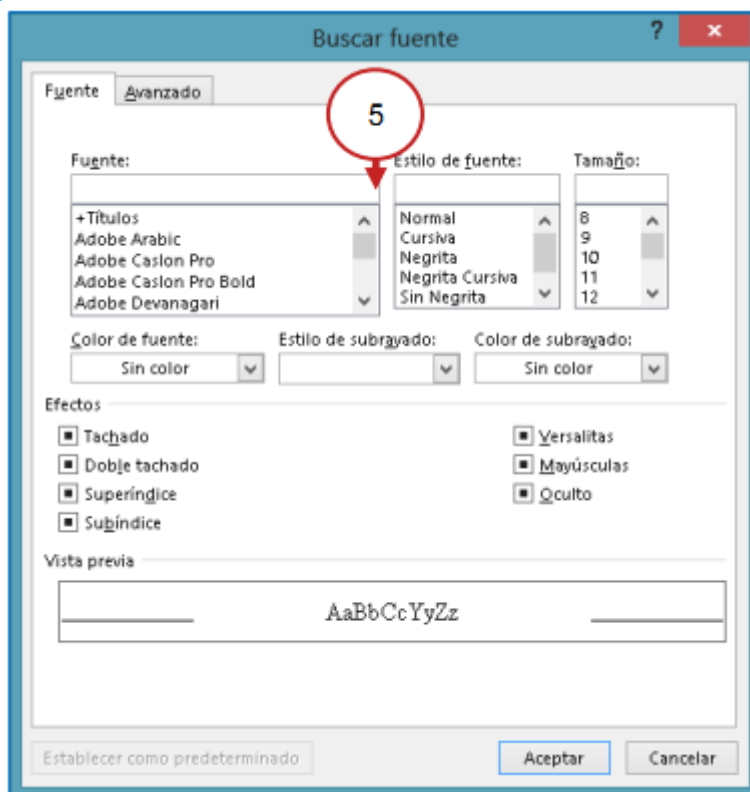 Buscar fuente ? ×
Fuente Avanzado
5
Fuente: Estilo de fuente: Tamaño:
+Títulos Normal 8
Adobe Arabic Cursiva 9
Adobe Caslon Pro Negrita 10
Adobe Caslon Pro Bold Negrita Cursiva 11
Adobe Devanagari Sin Negrita 12
Color de fuente: Estilo de subrayado: Color de subrayado:
Sin color Sin color
Efectos
Tachado Versalitas
Doble tachado Mayúsculas
Superíndice Oculto
Subíndice
Vista previa
AaBbCcYyZz
Establecer como predeterminado Aceptar Cancelar